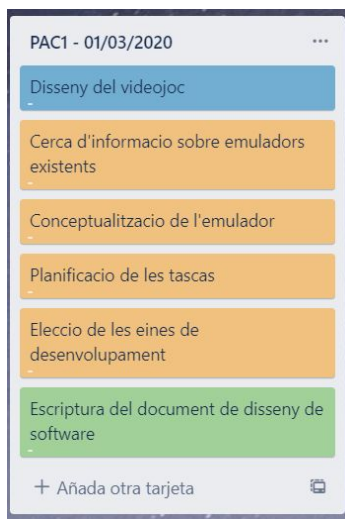 PAC1 - 01/03/2020
Disseny del videojoc
Cerca d'informacio sobre emuladors
existents
Conceptualitzacio de l'emulador
Planificacio de les tascas
Eleccio de les eines de
desenvolupament
Escriptura del document de disseny de
software
+ Añada otra tarjeta